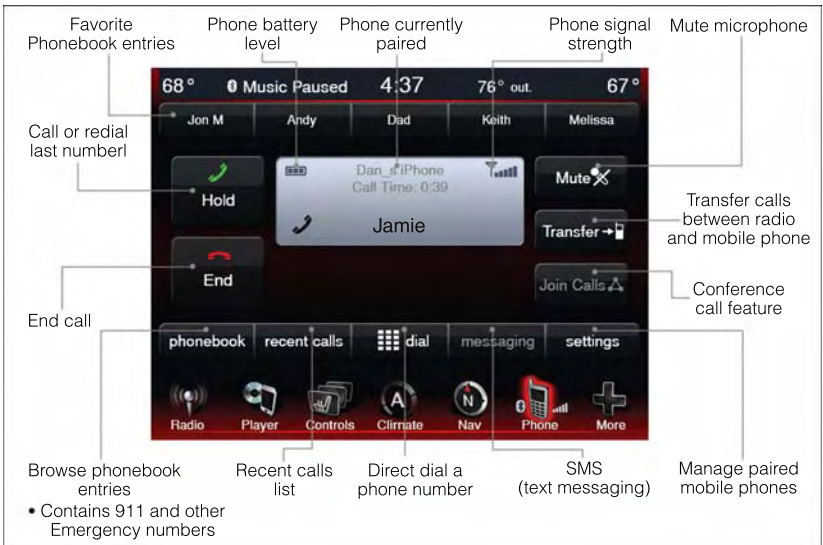 Favorite
Phonebook entries
Phone battery
level
Phone currently
paired
Phone signal
strength
Mute microphone
68° Music Paused 4:37 76° out. 67°
Jon M Andy Dad Keith Melissa
Call or redial
last numberl
Hold
Dan_s iPhone
Call Time: 0:39
Jamie
Mute
Transfer
Transfer calls
between radio
and mobile phone
End
Join Calls
Conference
call feature
End call
phonebook recent calls dial messaging settings
A
N
Radio Player Controls Climate Nav Phone More
Browse phonebook
entries
• Contains 911 and other
Emergency numbers
Recent calls
list
Direct dial a
phone number
SMS
(text messaging)
Manage paired
mobile phones